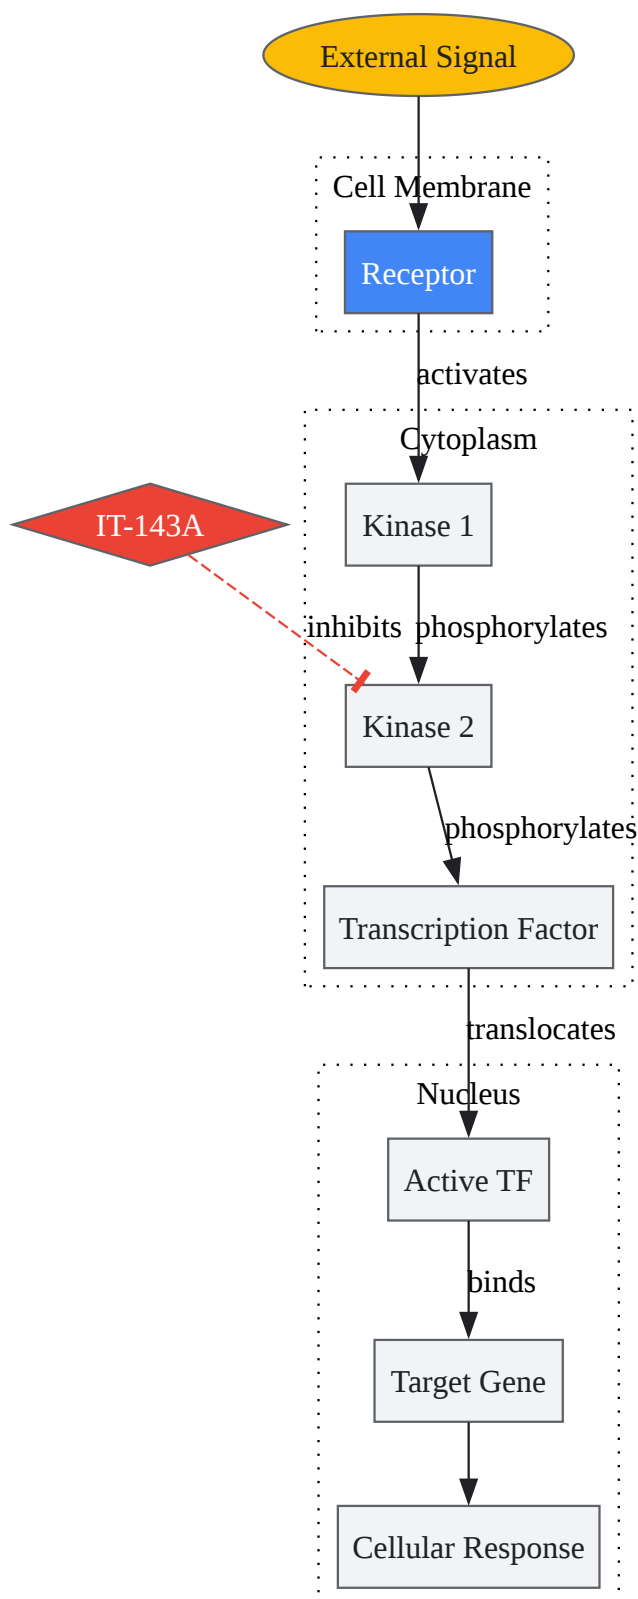 External Signal
Cell Membrane
Receptor
activates
Cytoplasm
IT-143A
Kinase 1
inhibits
phosphorylates
Kinase 2
phosphorylates
Transcription Factor
translocates
Nucleus
Active TF
binds
Target Gene
Cellular Response